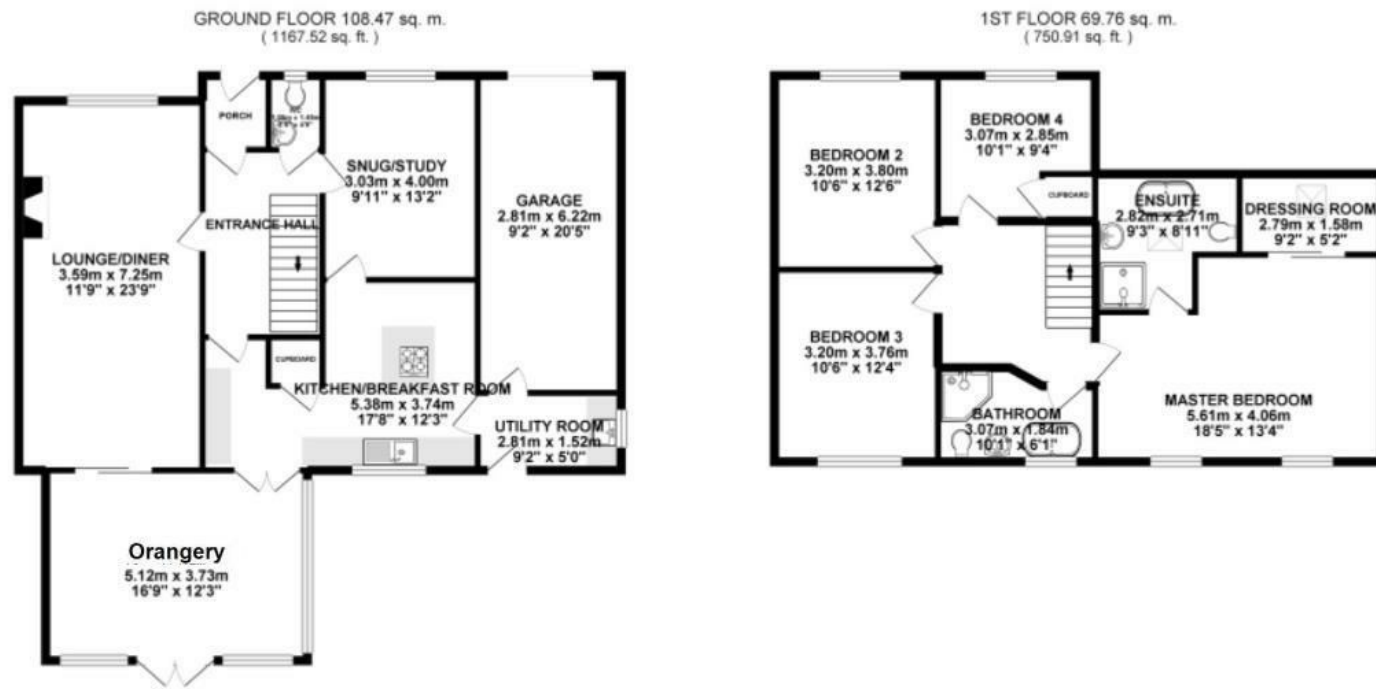 GROUND FLOOR 108.47 sq. m.
( 1167.52 sq. ft. )
PORCH
SNUG/STUDY
3.03m x 4.00m
9'11" x 13'2"
GARAGE
2.81m x 6.22m
9'2" x 20'5"
ENTRANCE HALL
LOUNGE/DINER
3.59m x 7.25m
11'9" x 23'9"
CUPBOARD
KITCHEN/BREAKFAST ROOM
5.38m x 3.74m
17'8" x 12'3"
UTILITY ROOM
2.81m x 1.52m
9'2" x 5'0"
Orangery
5.12m x 3.73m
16'9" x 12'3"
1ST FLOOR 69.76 sq. m.
( 750.91 sq. ft. )
BEDROOM 2
3.20m x 3.80m
10'6" x 12'6"
BEDROOM 4
3.07m x 2.85m
10'1" x 9'4"
CUPBOARD
ENSUITE
2.82m x 2.71m
9'3" x 8'11"
DRESSING ROOM
2.79m x 1.58m
9'2" x 5'2"
BEDROOM 3
3.20m x 3.76m
10'6" x 12'4"
BATHROOM
3.07m x 1.84m
10'1" x 6'1"
MASTER BEDROOM
5.61m x 4.06m
18'5" x 13'4"